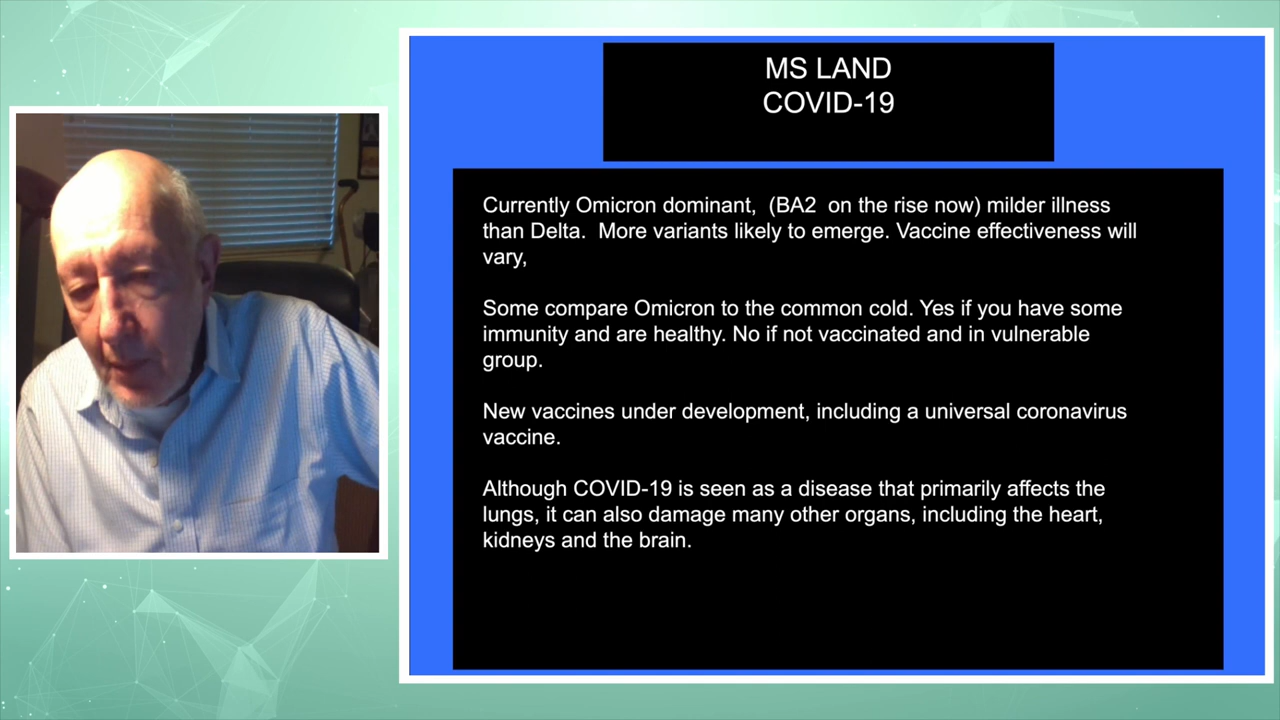 MS LAND
COVID-19
Currently Omicron dominant,  (BA2  on the rise now) milder illness
than Delta.  More variants likely to emerge. Vaccine effectiveness will
vary,
Some compare Omicron to the common cold. Yes if you have some
immunity and are healthy. No if not vaccinated and in vulnerable
group.
New vaccines under development, including a universal coronavirus
vaccine.
Although COVID-19 is seen as a disease that primarily affects the
lungs, it can also damage many other organs, including the heart,
kidneys and the brain.